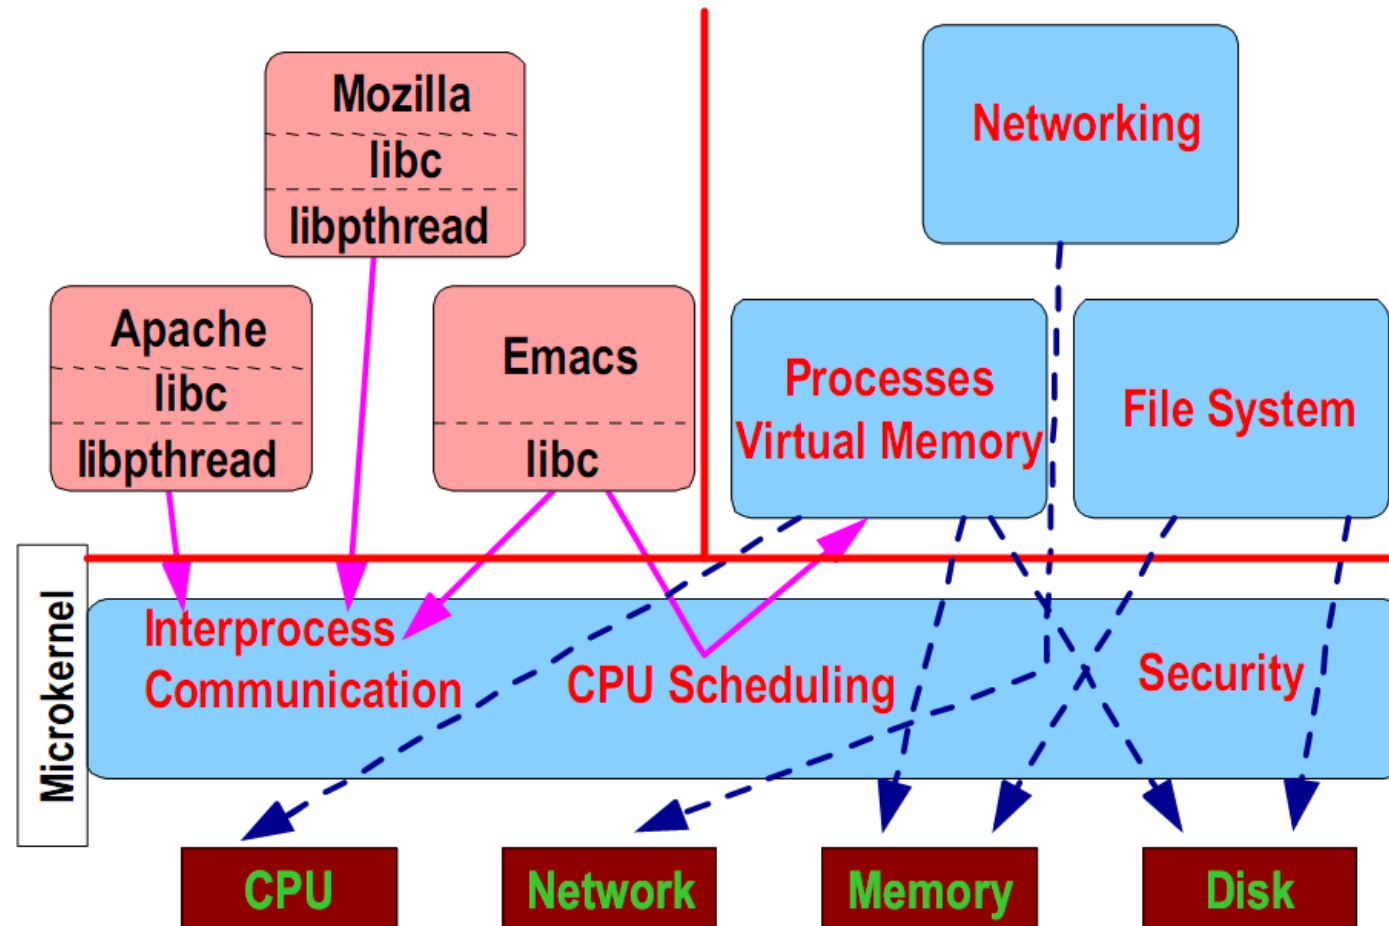 Mozilla
libc
libpthread
Networking
Apache
libc
libpthread
Emacs
libc
Processes
Virtual Memory
File System
Microkernel
Interprocess
Communication
CPU Scheduling
Security
CPU
Network
Memory
Disk